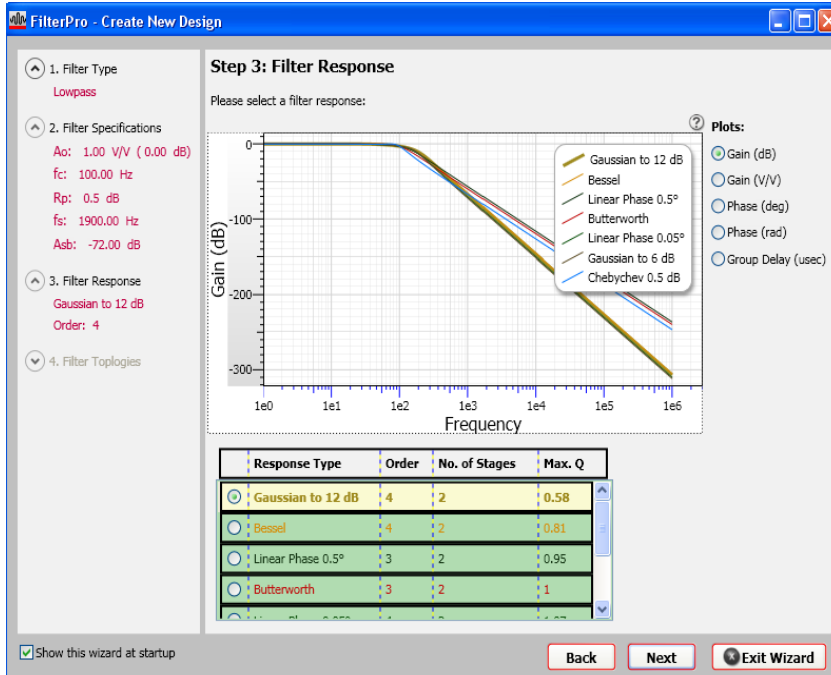 FilterPro - Create New Design
1. Filter Type
Lowpass
2. Filter Specifications
Ao: 1.00 V/V ( 0.00 dB)
fc: 100.00 Hz
Rp: 0.5 dB
fs: 1900.00 Hz
Asb: -72.00 dB
3. Filter Response
Gaussian to 12 dB
Order: 4
4. Filter Toplogies
Step 3: Filter Response
Please select a filter response:
Gain (dB)
0
-100
-200
-300
1e0 1e1 1e2 1e3 1e4 1e5 1e6
Frequency
Gaussian to 12 dB
Bessel
Linear Phase 0.5°
Butterworth
Linear Phase 0.05°
Gaussian to 6 dB
Chebychev 0.5 dB
?
Plots:
Gain (dB)
Gain (V/V)
Phase (deg)
Phase (rad)
Group Delay (usec)
Response Type Order No. of Stages Max. Q
Gaussian to 12 dB 4 2 0.58
Bessel 4 2 0.81
Linear Phase 0.5° 3 2 0.95
Butterworth 3 2 1
Show this wizard at startup
Back Next Exit Wizard